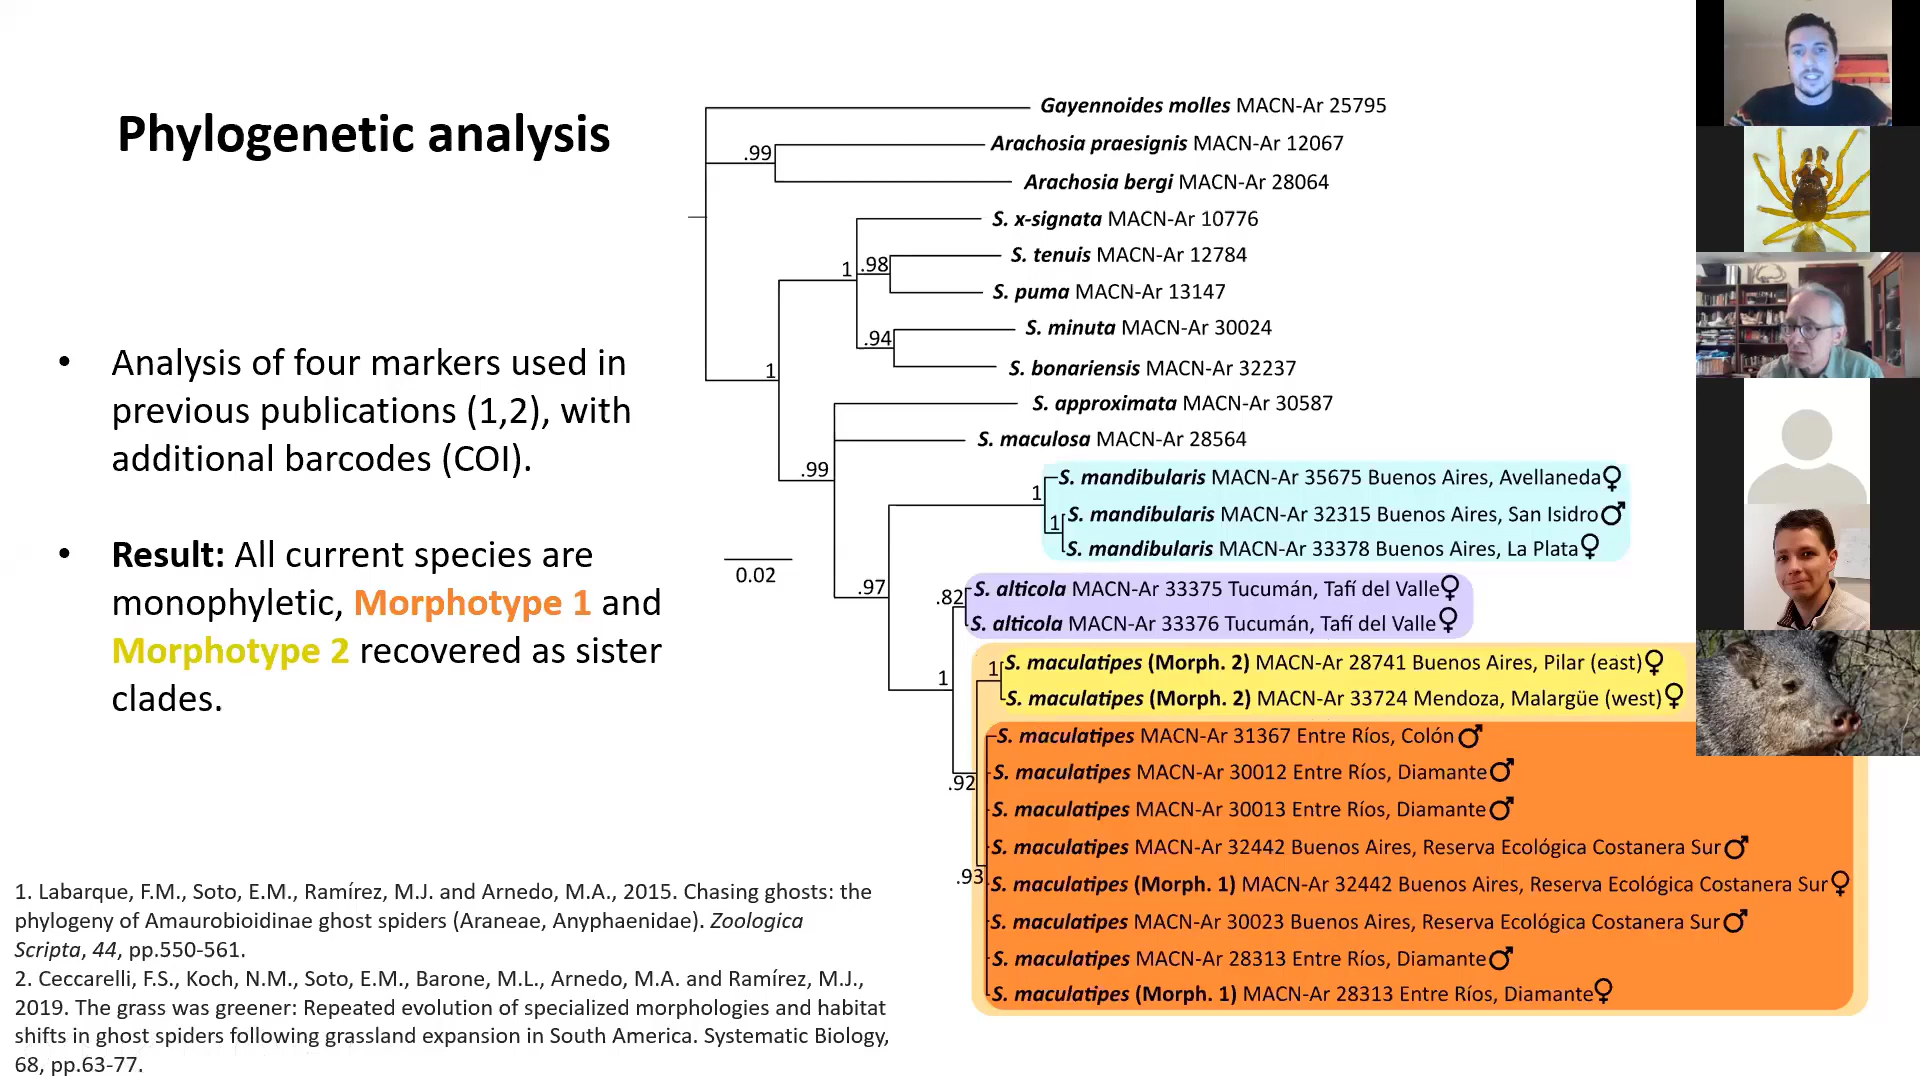 Phylogenetic analysis
• Analysis of four markers used in
previous publications (1,2), with
additional barcodes (COI).
• Result: All current species are
monophyletic, Morphotype 1 and
Morphotype 2 recovered as sister
clades.
1. Labarque, F.M., Soto, E.M., Ramírez, M.J. and Arnedo, M.A., 2015. Chasing ghosts: the
phylogeny of Amaurobioidinae ghost spiders (Araneae, Anyphaenidae). Zoologica
Scripta, 44, pp.550-561.
2. Ceccarelli, F.S., Koch, N.M., Soto, E.M., Barone, M.L., Arnedo, M.A. and Ramírez, M.J.,
2019. The grass was greener: Repeated evolution of specialized morphologies and habitat
shifts in ghost spiders following grassland expansion in South America. Systematic Biology,
68, pp.63-77.
Gayennoides molles MACN-Ar 25795
.99
Arachosia praesignis MACN-Ar 12067
Arachosia bergi MACN-Ar 28064
S. x-signata MACN-Ar 10776
1
.98
S. tenuis MACN-Ar 12784
S. puma MACN-Ar 13147
S. minuta MACN-Ar 30024
.94
S. bonariensis MACN-Ar 32237
1
S. approximata MACN-Ar 30587
S. maculosa MACN-Ar 28564
.99
S. mandibularis MACN-Ar 35675 Buenos Aires, Avellaneda♀
1
S. mandibularis MACN-Ar 32315 Buenos Aires, San Isidro♂
1
S. mandibularis MACN-Ar 33378 Buenos Aires, La Plata♀
0.02
.97
.82
S. alticola MACN-Ar 33375 Tucumán, Tafí del Valle♀
S. alticola MACN-Ar 33376 Tucumán, Tafí del Valle♀
1
1
S. maculatipes (Morph. 2) MACN-Ar 28741 Buenos Aires, Pilar (east)♀
S. maculatipes (Morph. 2) MACN-Ar 33724 Mendoza, Malargüe (west)♀
S. maculatipes MACN-Ar 31367 Entre Ríos, Colón♂
S. maculatipes MACN-Ar 30012 Entre Ríos, Diamante♂
.92
S. maculatipes MACN-Ar 30013 Entre Ríos, Diamante♂
S. maculatipes MACN-Ar 32442 Buenos Aires, Reserva Ecológica Costanera Sur♂
.93
S. maculatipes (Morph. 1) MACN-Ar 32442 Buenos Aires, Reserva Ecológica Costanera Sur♀
S. maculatipes MACN-Ar 30023 Buenos Aires, Reserva Ecológica Costanera Sur♂
S. maculatipes MACN-Ar 28313 Entre Ríos, Diamante♂
S. maculatipes (Morph. 1) MACN-Ar 28313 Entre Ríos, Diamante♀